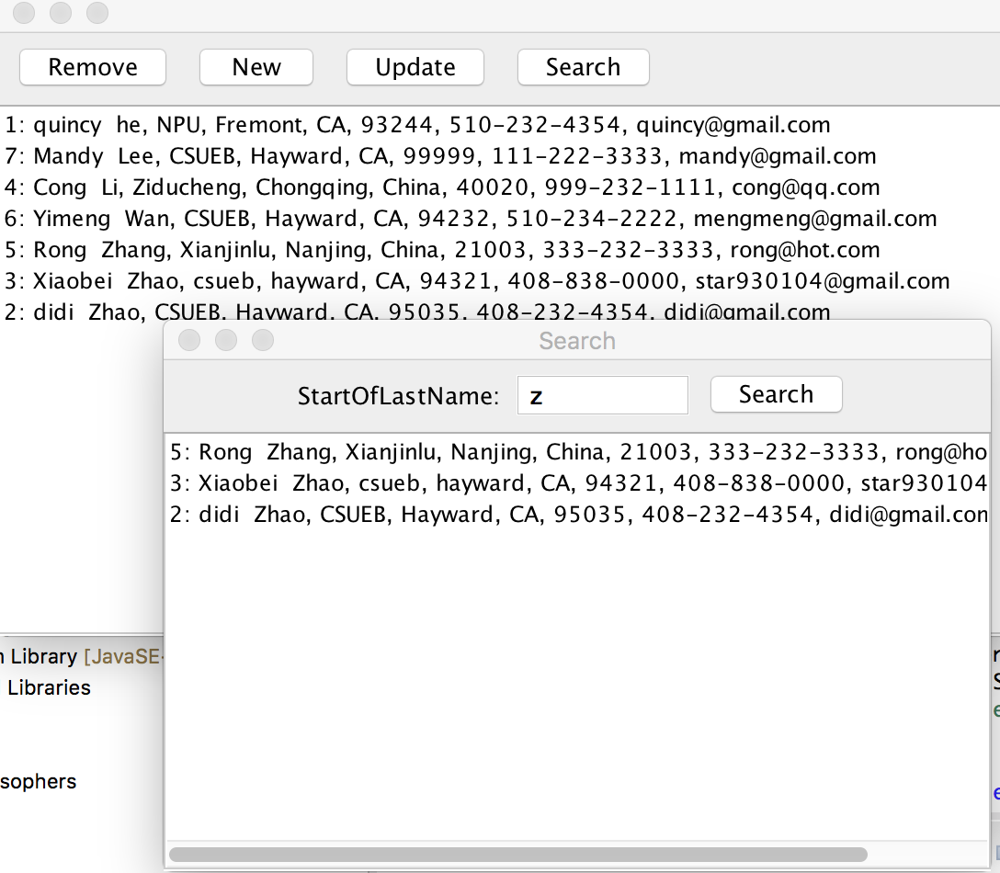 Remove New Update Search
1: quincy  he, NPU, Fremont, CA, 93244, 510-232-4354, quincy@gmail.com
7: Mandy  Lee, CSUEB, Hayward, CA, 99999, 111-222-3333, mandy@gmail.com
4: Cong  Li, Ziducheng, Chongqing, China, 40020, 999-232-1111, cong@qq.com
6: Yimeng  Wan, CSUEB, Hayward, CA, 94232, 510-234-2222, mengmeng@gmail.com
5: Rong  Zhang, Xianjinlu, Nanjing, China, 21003, 333-232-3333, rong@hot.com
3: Xiaobei  Zhao, csueb, hayward, CA, 94321, 408-838-0000, star930104@gmail.com
2: didi  Zhao, CSUEB, Hayward, CA, 95035, 408-232-4354, didi@gmail.com
Search
StartOfLastName: z Search
5: Rong  Zhang, Xianjinlu, Nanjing, China, 21003, 333-232-3333, rong@ho
3: Xiaobei  Zhao, csueb, hayward, CA, 94321, 408-838-0000, star930104
2: didi  Zhao, CSUEB, Hayward, CA, 95035, 408-232-4354, didi@gmail.con
Library [JavaSE-
Libraries
sophers